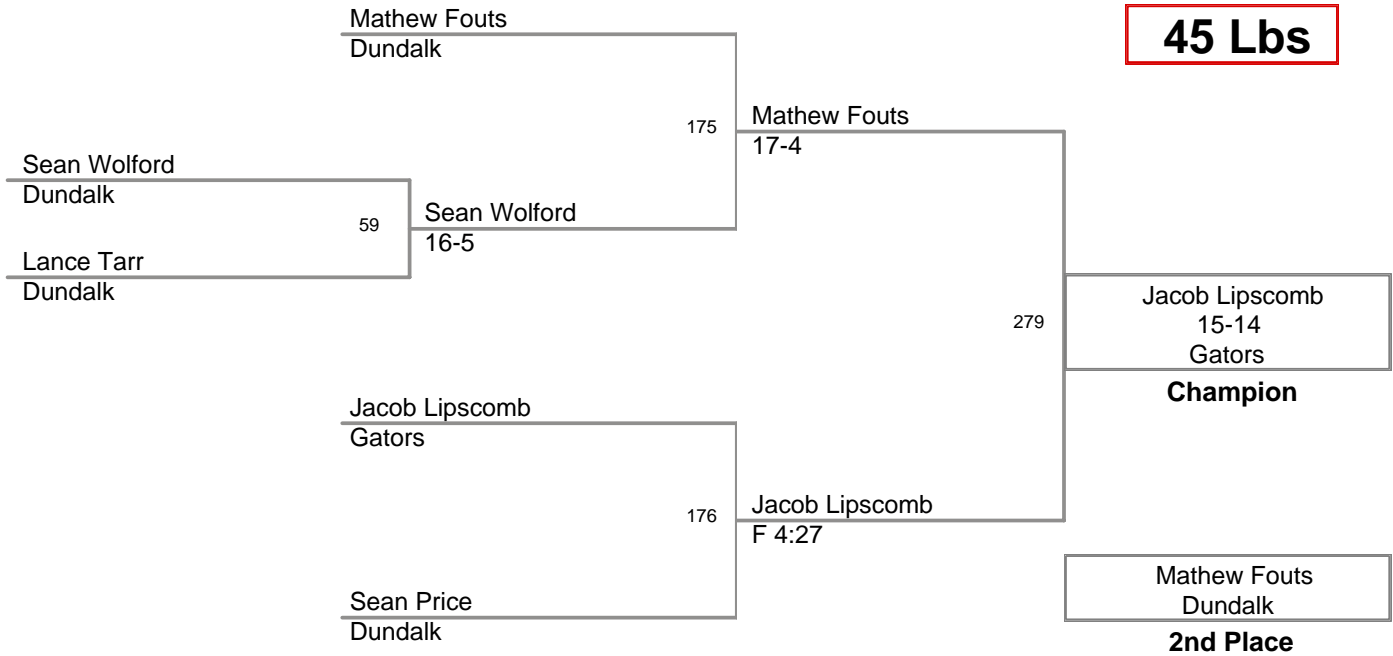 Mathew Fouts
Dundalk
45 Lbs
175
Mathew Fouts
17-4
Sean Wolford
Dundalk
59
Sean Wolford
16-5
Lance Tarr
Dundalk
279
Jacob Lipscomb
15-14
Gators
Champion
Jacob Lipscomb
Gators
176
Jacob Lipscomb
F 4:27
Sean Price
Dundalk
Mathew Fouts
Dundalk
2nd Place